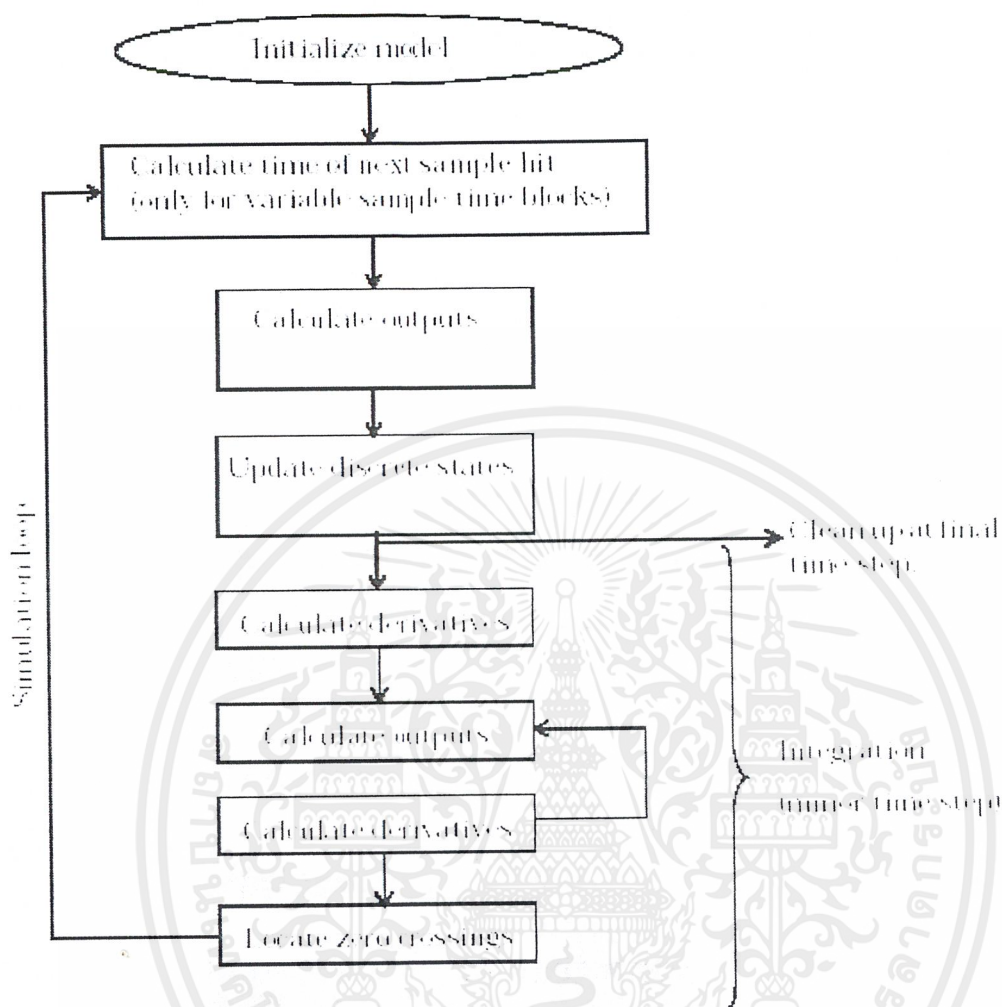 Initialize model
Calculate time of next sample hit
(only for variable sample time blocks)
Calculate outputs
Update discrete states
Clean up at final
time step.
Calculate derivatives
Calculate outputs
Calculate derivatives
Locate zero crossings
Simulation loop
Integration
(minor time step)